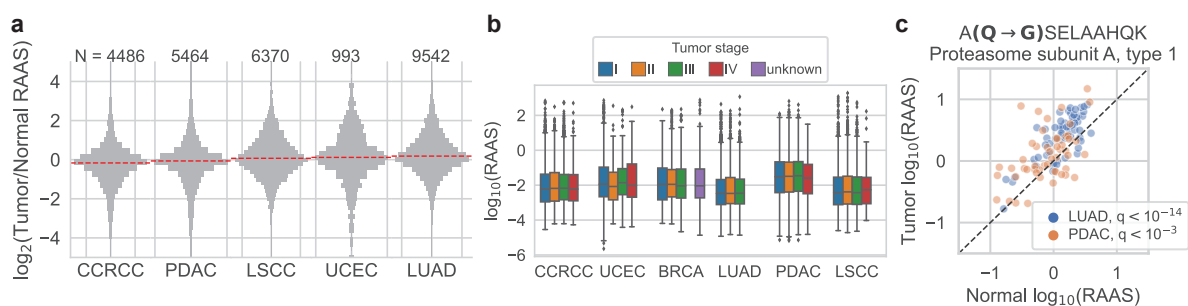 a
N = 4486 5464 6370 993 9542
log₂(Tumor/Normal RAAS)
4
2
0
−2
−4
CCRCC PDAC LSCC UCEC LUAD
b
Tumor stage
I II III IV unknown
log₁₀(RAAS)
2
0
−2
−4
−6
CCRCC UCEC BRCA LUAD PDAC LSCC
c
A(Q → G)SELAAHQK
Proteasome subunit A, type 1
Tumor log₁₀(RAAS)
1
0
−1
LUAD, q < 10⁻¹⁴
PDAC, q < 10⁻³
−1 0 1
Normal log₁₀(RAAS)